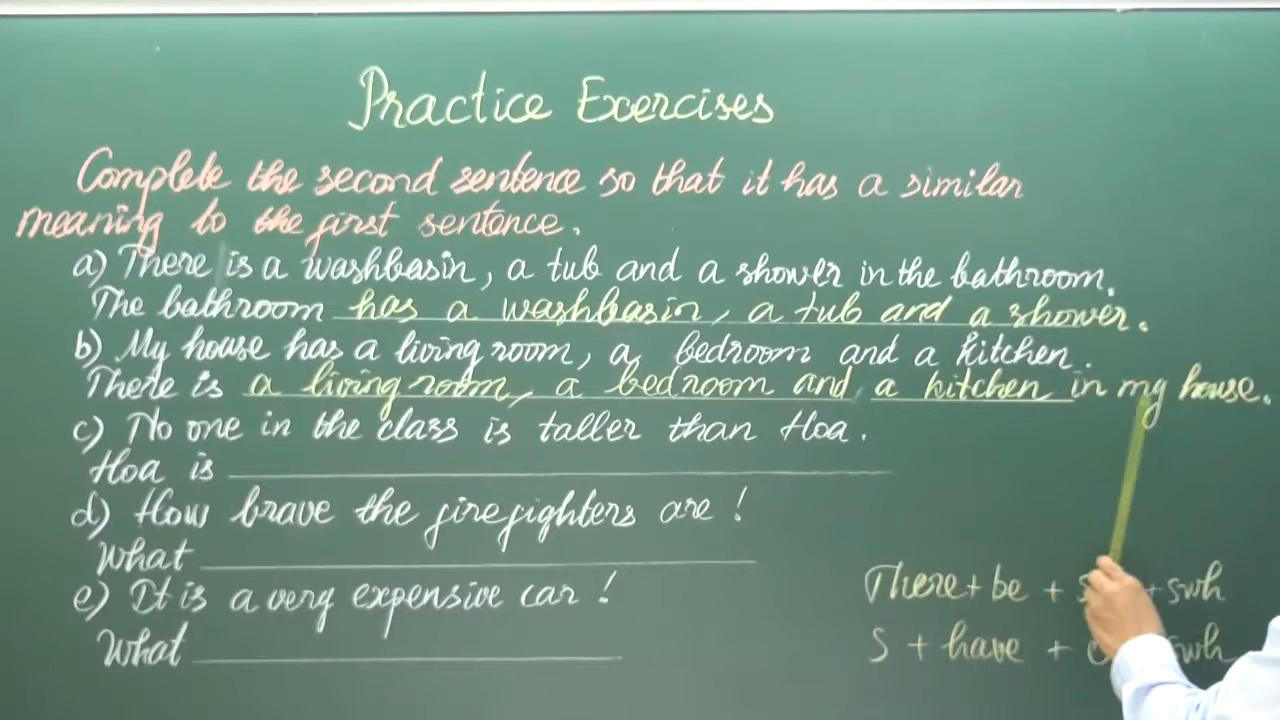 Practice Exercises
Complete the second sentence so that it has a similar
meaning to the first sentence.
a) There is a washbasin, a tub and a shower in the bathroom.
The bathroom has a washbasin, a tub and a shower.
b) My house has a living room, a bedroom and a kitchen.
There is a living room, a bedroom and a kitchen in my house.
c) No one in the class is taller than Hoa.
Hoa is
d) How brave the firefighters are!
What
e) It is a very expensive car!
What
There + be + + swh
S + have + swh